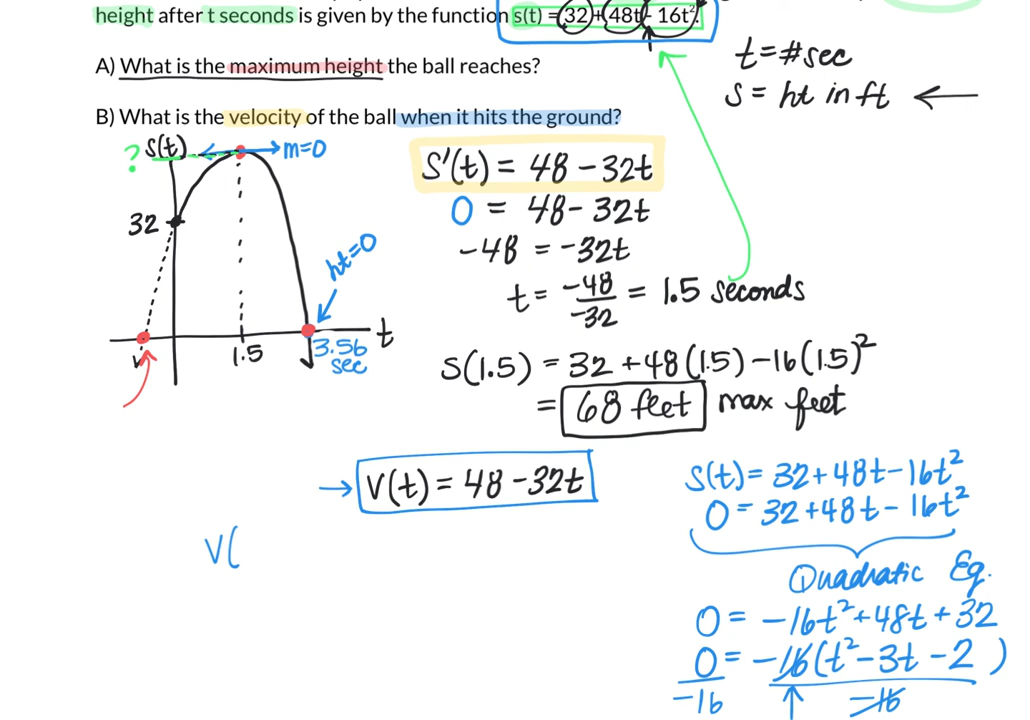 height after t seconds is given by the function s(t) = 32 + 48t - 16t².
t = #sec
A) What is the maximum height the ball reaches?
s = ht in ft ←
B) What is the velocity of the ball when it hits the ground?
? s(t)
m=0
32
ht=0
t
1.5
3.56
sec
S'(t) = 48 - 32t
0 = 48 - 32t
-48 = -32t
t = -48/-32 = 1.5 seconds
S(1.5) = 32 + 48(1.5) - 16(1.5)²
= 68 feet max feet
→ V(t) = 48 - 32t
V(
S(t) = 32 + 48t - 16t²
0 = 32 + 48t - 16t²
Quadratic Eq.
0 = -16t² + 48t + 32
0 = -16(t² - 3t - 2 )
-16 ↑ -16